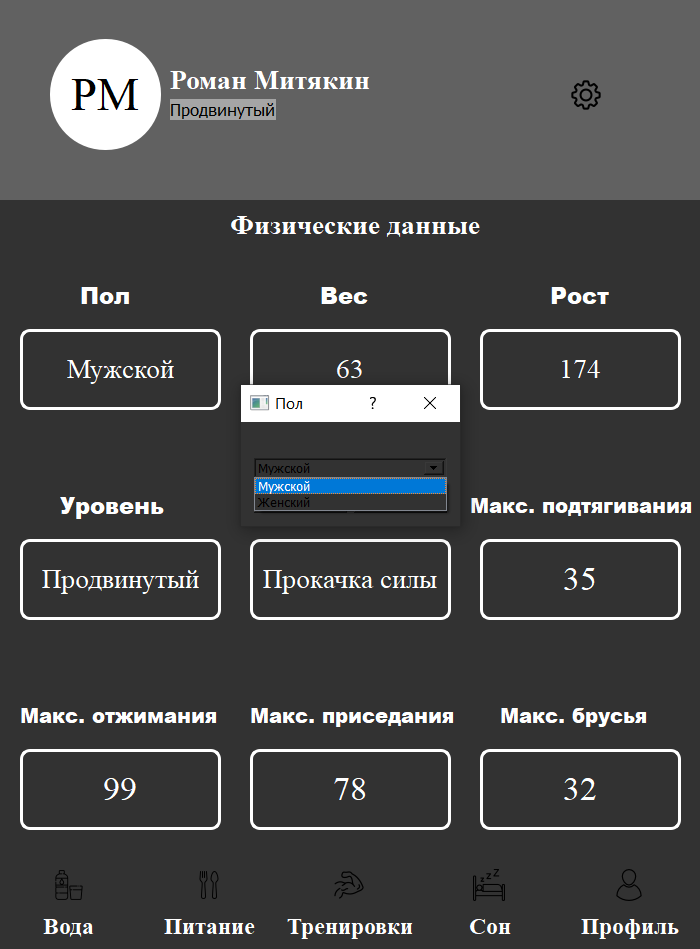 РМ
Роман Митякин
Продвинутый
Физические данные
Пол
Вес
Рост
Мужской
63
174
Пол
?
Мужской
Мужской
Женский
Уровень
Макс. подтягивания
Продвинутый
Прокачка силы
35
Макс. отжимания
Макс. приседания
Макс. брусья
99
78
32
z z Z
Вода
Питание
Тренировки
Сон
Профиль